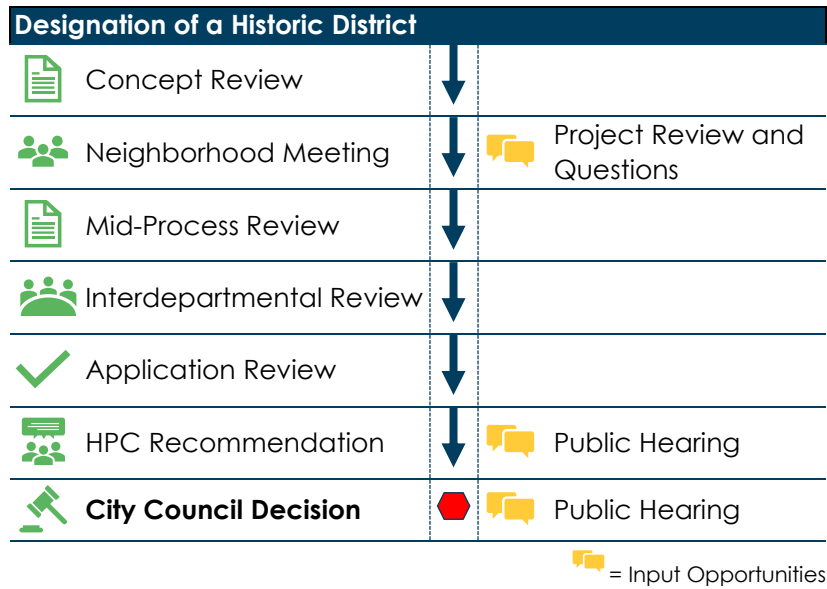 Designation of a Historic District
Concept Review
Neighborhood Meeting
Project Review and
Questions
Mid-Process Review
Interdepartmental Review
Application Review
HPC Recommendation
Public Hearing
City Council Decision
Public Hearing
= Input Opportunities